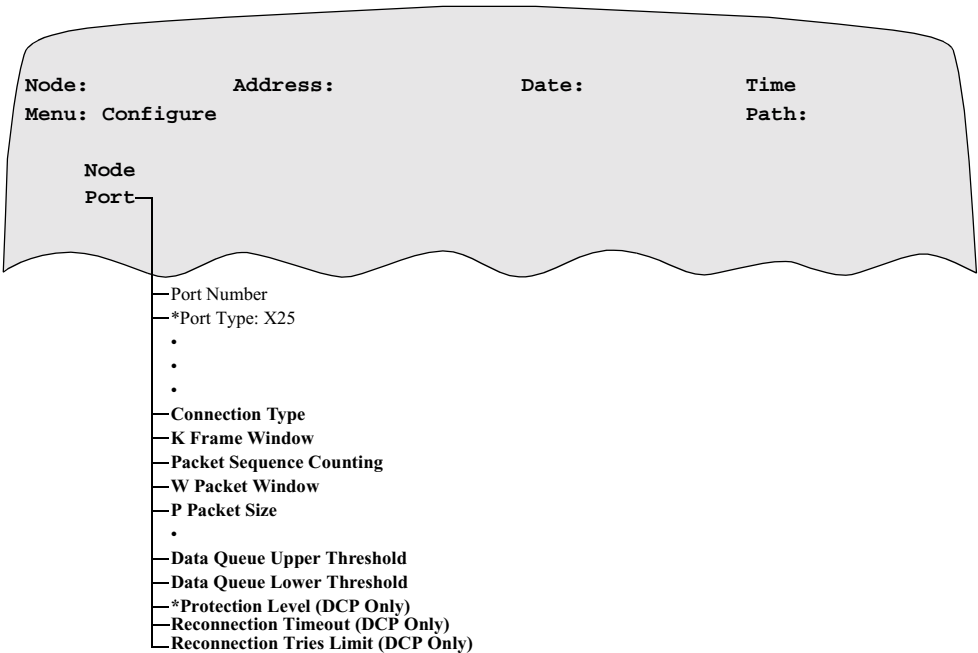 Node: Address: Date: Time
Menu: Configure Path:
Node
Port
Port Number
*Port Type: X25
•
•
•
Connection Type
K Frame Window
Packet Sequence Counting
W Packet Window
P Packet Size
•
Data Queue Upper Threshold
Data Queue Lower Threshold
*Protection Level (DCP Only)
Reconnection Timeout (DCP Only)
Reconnection Tries Limit (DCP Only)